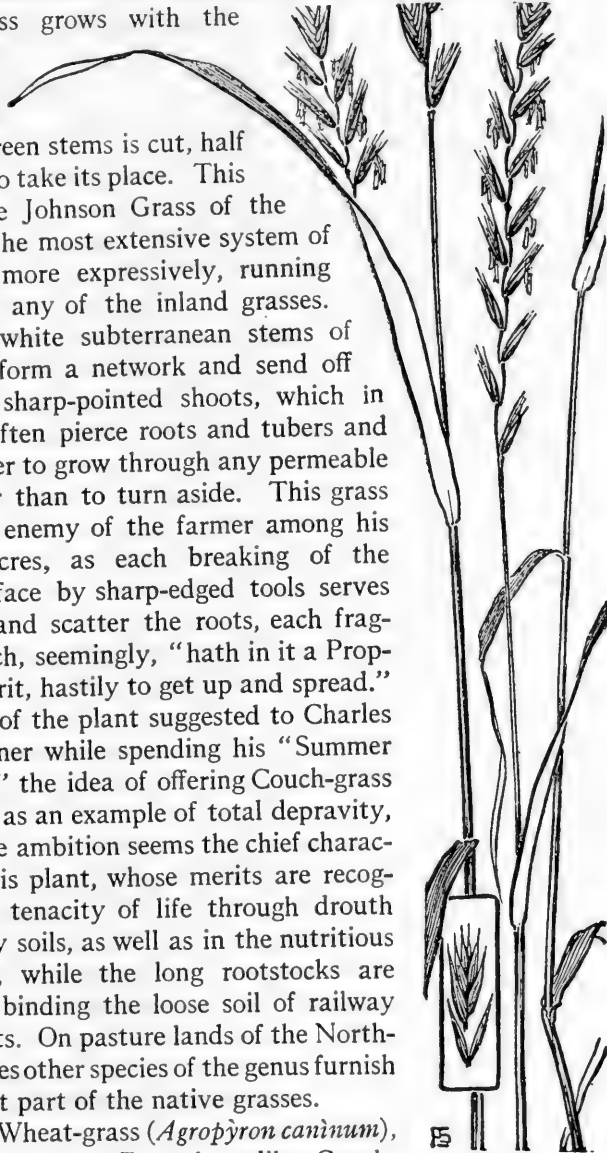 ss grows with the
reen stems is cut, half
o take its place. This
e Johnson Grass of the
he most extensive system of
more expressively, running
any of the inland grasses.
white subterranean stems of
form a network and send off
sharp-pointed shoots, which in
ften pierce roots and tubers and
er to grow through any permeable
r than to turn aside. This grass
enemy of the farmer among his
cres, as each breaking of the
face by sharp-edged tools serves
and scatter the roots, each frag-
ch, seemingly, "hath in it a Prop-
rit, hastily to get up and spread."
of the plant suggested to Charles
ner while spending his "Summer
" the idea of offering Couch-grass
as an example of total depravity,
e ambition seems the chief charac-
is plant, whose merits are recog-
tenacity of life through drouth
y soils, as well as in the nutritious
, while the long rootstocks are
binding the loose soil of railway
ts. On pasture lands of the North-
es other species of the genus furnish
t part of the native grasses.
Wheat-grass (Agropỳron canìnum),